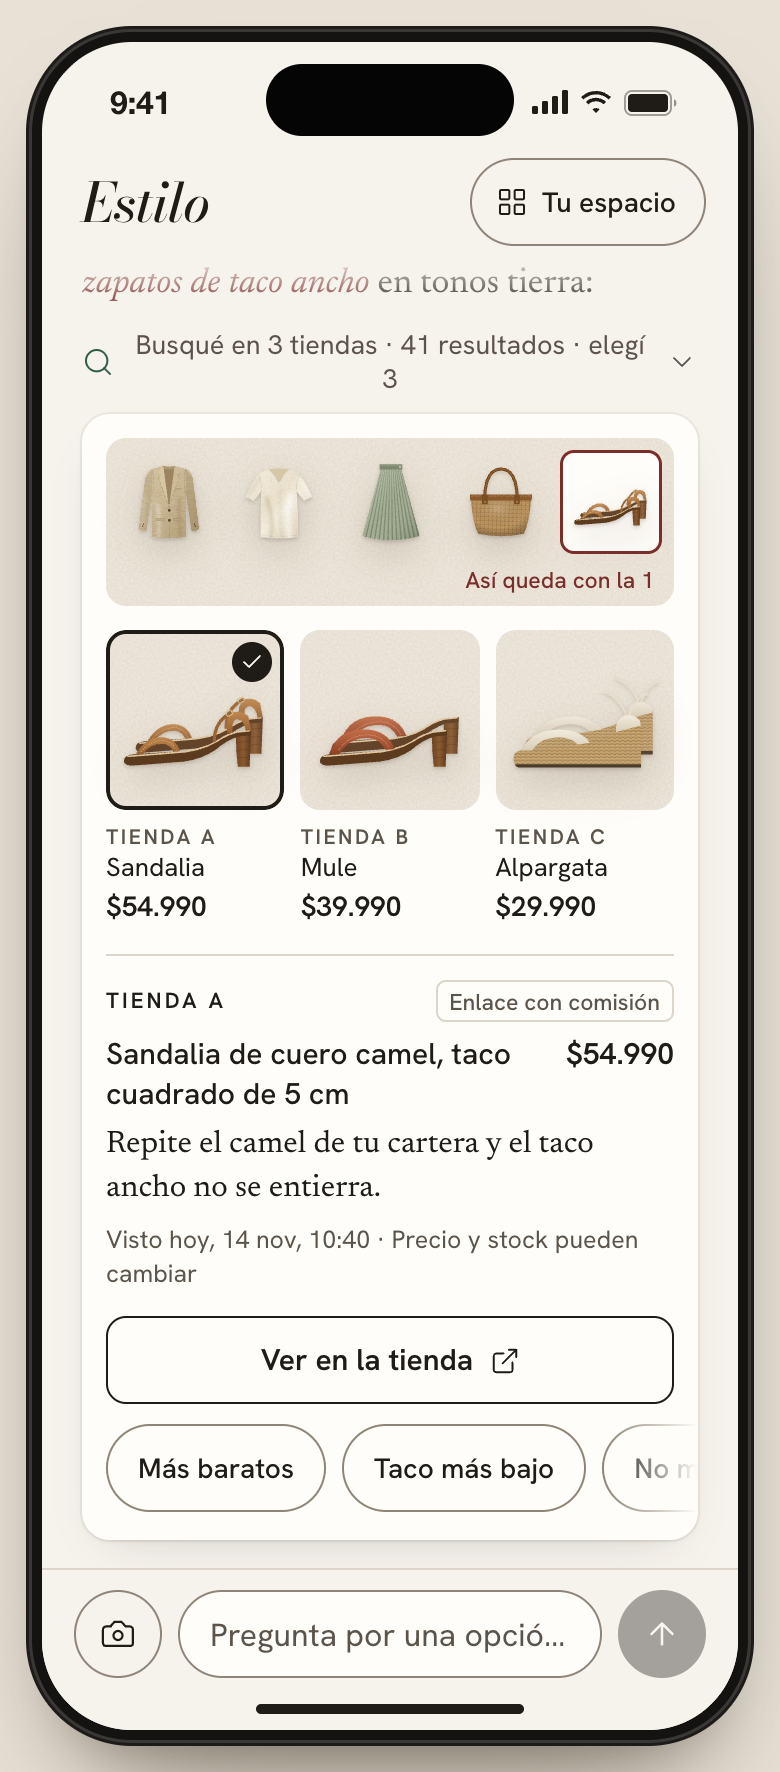 9:41
Estilo
Tu espacio
zapatos de taco ancho en tonos tierra:
Busqué en 3 tiendas · 41 resultados · elegí
3
Así queda con la 1
TIENDA A
Sandalia
$54.990
TIENDA B
Mule
$39.990
TIENDA C
Alpargata
$29.990
TIENDA A
Enlace con comisión
Sandalia de cuero camel, taco
cuadrado de 5 cm
$54.990
Repite el camel de tu cartera y el taco
ancho no se entierra.
Visto hoy, 14 nov, 10:40 · Precio y stock pueden
cambiar
Ver en la tienda
Más baratos
Taco más bajo
No
Pregunta por una opció...